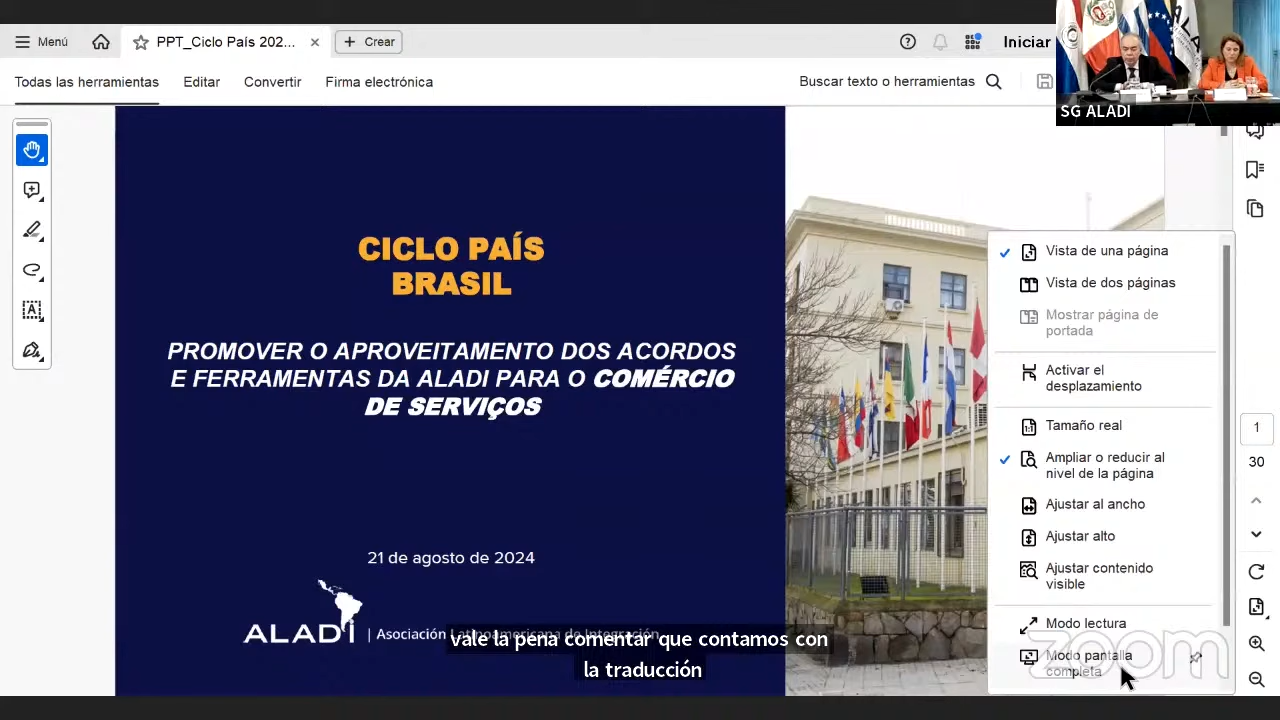 Menú
PPT_Ciclo País 202...
Crear
Iniciar
Todas las herramientas
Editar
Convertir
Firma electrónica
Buscar texto o herramientas
SG ALADI
CICLO PAÍS
BRASIL
PROMOVER O APROVEITAMENTO DOS ACORDOS
E FERRAMENTAS DA ALADI PARA O COMÉRCIO
DE SERVIÇOS
21 de agosto de 2024
ALADI | Asociación Latinoamericana de Integración
vale la pena comentar que contamos con
la traducción
Vista de una página
Vista de dos páginas
Mostrar página de
portada
Activar el
desplazamiento
Tamaño real
Ampliar o reducir al
nivel de la página
Ajustar al ancho
Ajustar alto
Ajustar contenido
visible
Modo lectura
Modo pantalla
completa
zoom
1
30